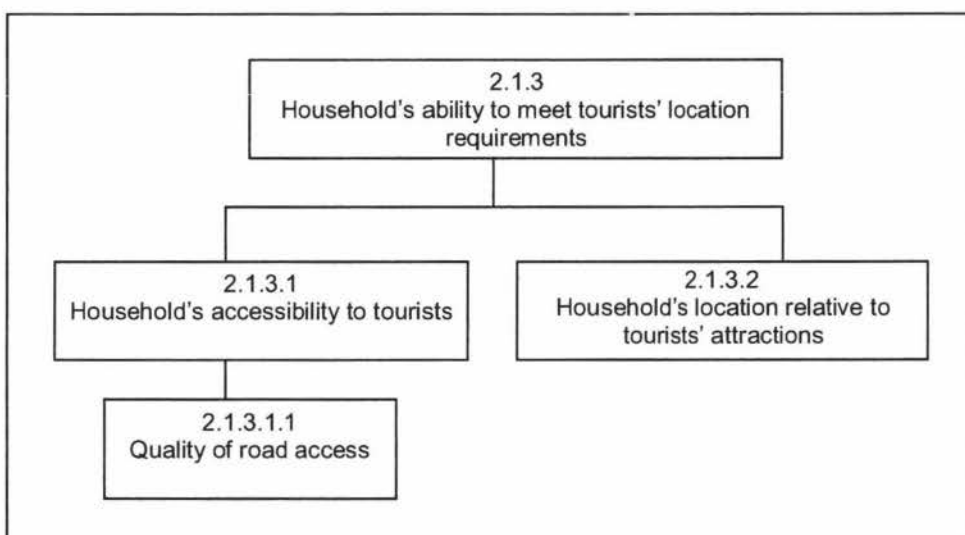 2.1.3
Household's ability to meet tourists' location
requirements
2.1.3.1
Household's accessibility to tourists
2.1.3.2
Household's location relative to
tourists' attractions
2.1.3.1.1
Quality of road access